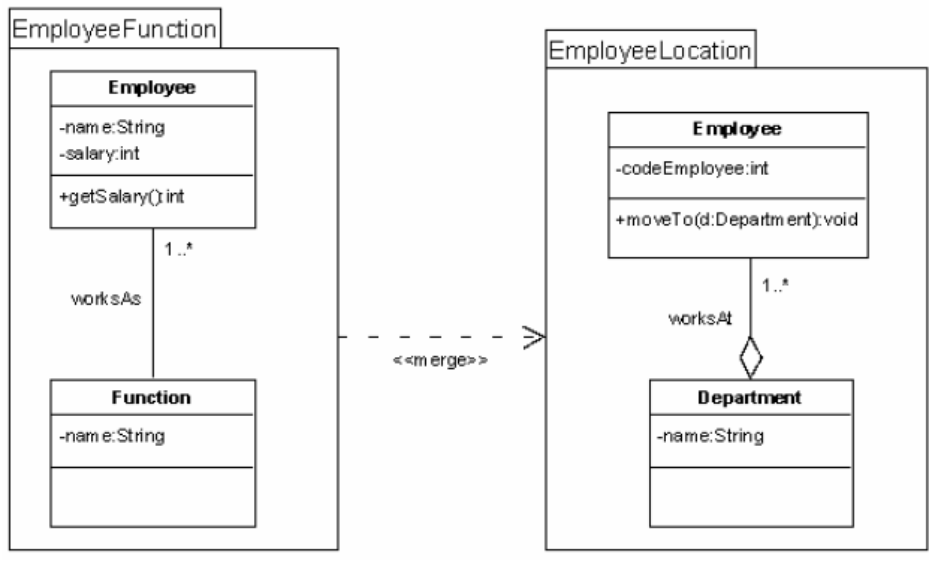 EmployeeFunction
Employee
-name:String
-salary:int
+getSalary():int
1..*
worksAs
Function
-name:String
<<merge>>
EmployeeLocation
Employee
-codeEmployee:int
+moveTo(d:Department):void
1..*
worksAt
Department
-name:String